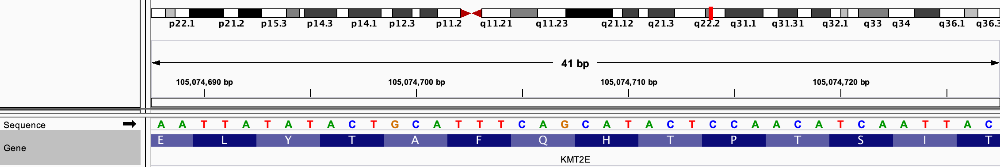 p22.1 p21.2 p15.3 p14.3 p14.1 p12.3 p11.2 q11.21 q11.23 q21.12 q21.3 q22.2 q31.1 q31.31 q32.1 q33 q34 q36.1 q36.3
41 bp
105,074,690 bp 105,074,700 bp 105,074,710 bp 105,074,720 bp
Sequence A A T T A T A T A C T G C A T T T C A G C A T A C T C C A A C A T C A A T T A C
E L Y T A F Q H T P T S I T
Gene
KMT2E